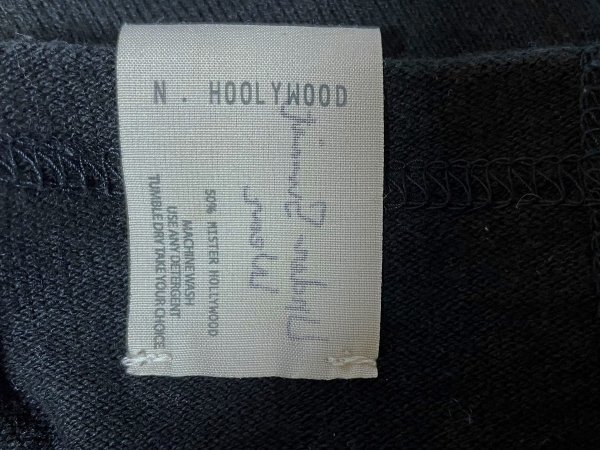 N. HOOLYWOOD
50% MISTER HOLLYWOOD
MACHINE WASH
USE ANY DETERGENT
TUMBLE DRY TAKE YOUR CHOICE